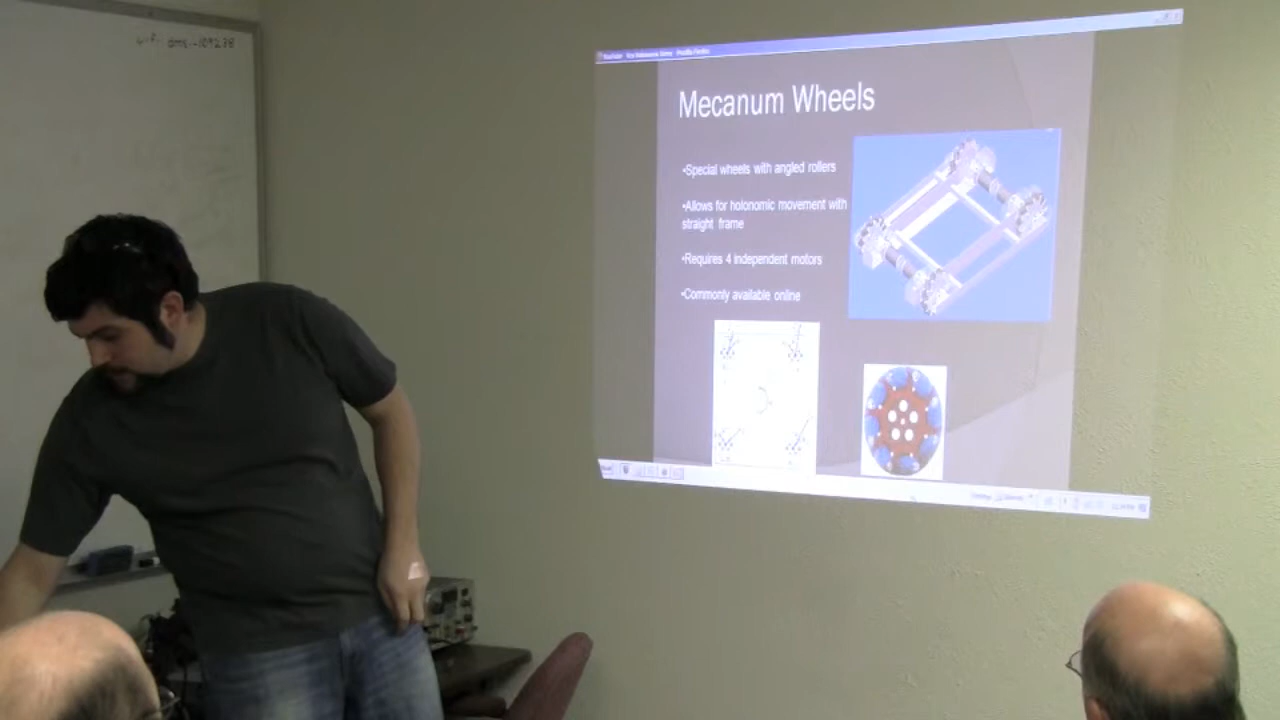 Mecanum Wheels
•Special wheels with angled rollers
•Allows for holonomic movement with
straight frame
•Requires 4 independent motors
•Commonly available online